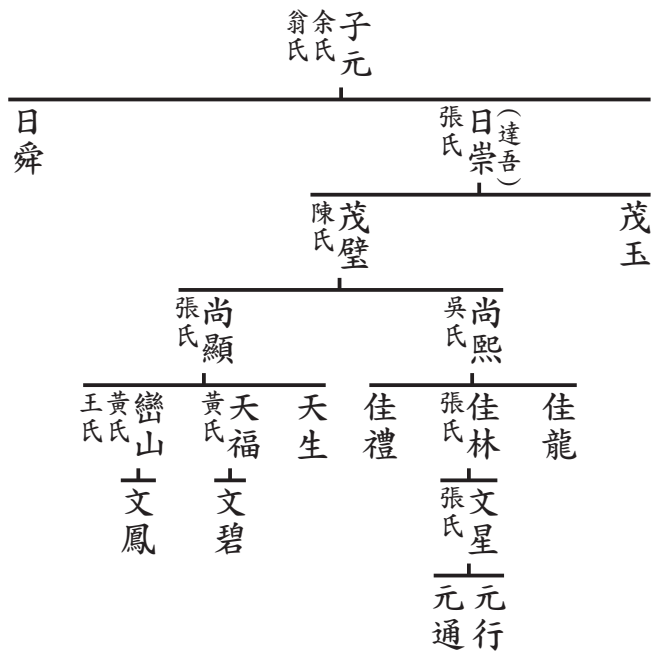 子元
余氏
翁氏
日崇
(達吾)
張氏
日舜
茂玉
茂璧
陳氏
尚熙
吳氏
尚顯
張氏
佳龍
佳林
張氏
佳禮
天生
天福
黃氏
巒山
黃氏
王氏
文星
張氏
文碧
文鳳
元行
元通